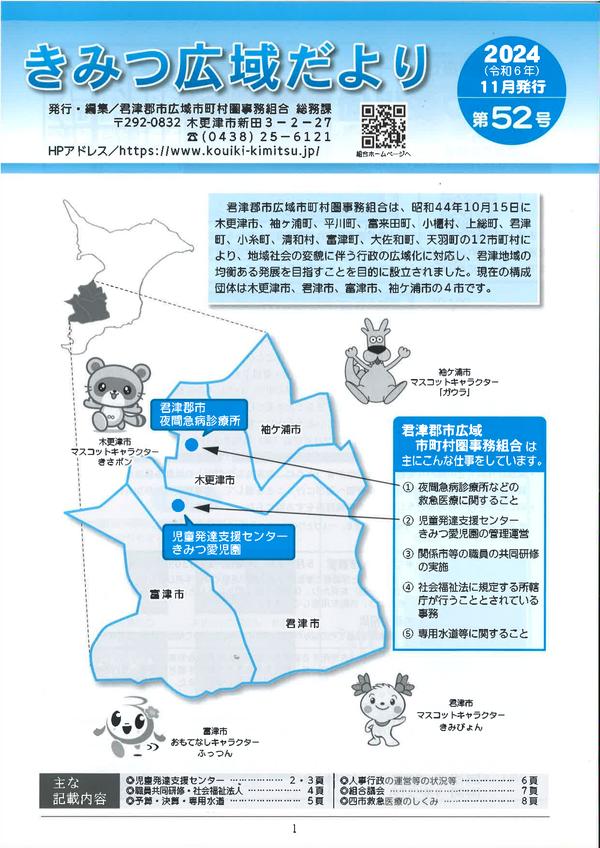 きみつ広域だより
2024
(令和6年)
11月発行
第52号
発行・編集／君津郡市広域市町村圏事務組合 総務課
〒292-0832 木更津市新田3－2－27
☎(0438)25－6121
HPアドレス／https://www.kouiki-kimitsu.jp/
組合ホームページへ
君津郡市広域市町村圏事務組合は、昭和44年10月15日に
木更津市、袖ヶ浦町、平川町、富来田町、小櫃村、上総町、君津
町、小糸町、清和村、富津町、大佐和町、天羽町の12市町村に
より、地域社会の変貌に伴う行政の広域化に対応し、君津地域の
均衡ある発展を目指すことを目的に設立されました。現在の構成
団体は木更津市、君津市、富津市、袖ケ浦市の4市です。
袖ケ浦市
マスコットキャラクター
「ガウラ」
木更津市
マスコットキャラクター
きさポン
君津郡市
夜間急病診療所
袖ケ浦市
木更津市
児童発達支援センター
きみつ愛児園
富津市
君津市
君津郡市広域
市町村圏事務組合は
主にこんな仕事をしています。
① 夜間急病診療所などの
救急医療に関すること
② 児童発達支援センター
きみつ愛児園の管理運営
③ 関係市等の職員の共同研修
の実施
④ 社会福祉法に規定する所轄
庁が行うこととされている
事務
⑤ 専用水道等に関すること
富津市
おもてなしキャラクター
ふっつん
君津市
マスコットキャラクター
きみぴょん
主な
記載内容
◎児童発達支援センター ……………… 2・3頁
◎職員共同研修・社会福祉法人 ………… 4頁
◎予算・決算・専用水道 ……………… 5頁
◎人事行政の運営等の状況等 ………… 6頁
◎組合議会 ……………… 7頁
◎四市救急医療のしくみ ……………… 8頁
1